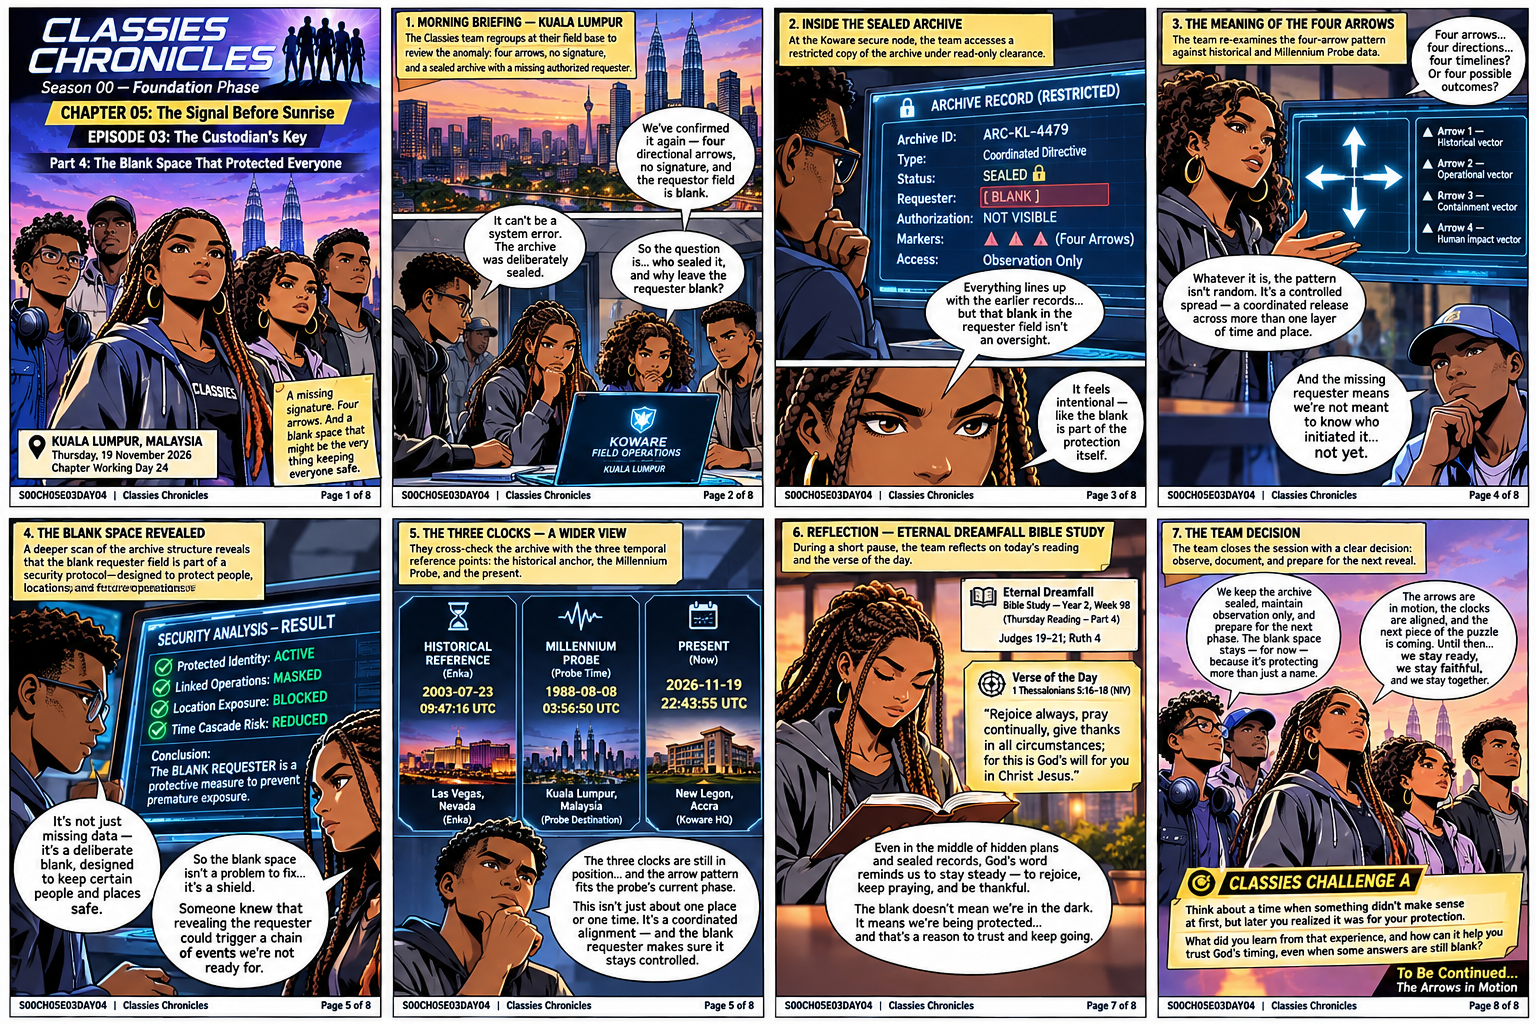 CLASSIES
CHRONICLES
Season 00 — Foundation Phase
CHAPTER 05: The Signal Before Sunrise
EPISODE 03: The Custodian's Key
Part 4: The Blank Space That Protected Everyone
CLASSIES
A missing
signature. Four
arrows. And a
blank space that
might be the very
thing keeping
everyone safe.
KUALA LUMPUR, MALAYSIA
Thursday, 19 November 2026
Chapter Working Day 24
S00CH05E03DAY04 | Classies Chronicles
Page 1 of 8
1. MORNING BRIEFING — KUALA LUMPUR
The Classies team regroups at their field base to
review the anomaly: four arrows, no signature,
and a sealed archive with a missing authorized requester.
We've confirmed
it again — four
directional arrows,
no signature, and
the requestor field
is blank.
It can't be a
system error.
The archive
was deliberately
sealed.
So the question
is... who sealed it,
and why leave the
requester blank?
KOWARE
FIELD OPERATIONS
KUALA LUMPUR
S00CH05E03DAY04 | Classies Chronicles
Page 2 of 8
2. INSIDE THE SEALED ARCHIVE
At the Koware secure node, the team accesses a
restricted copy of the archive under read-only clearance.
ARCHIVE RECORD (RESTRICTED)
Archive ID: ARC-KL-4479
Type: Coordinated Diirective
Status: SEALED
Requester: [ BLANK ]
Authorization: NOT VISIBLE
Markers: (Four Arrows)
Access: Observation Only
Everything lines up
with the earlier records...
but that blank in the
requester field isn't
an oversight.
It feels
intentional —
like the blank
is part of the
protection
itself.
S00CH05E03DAY04 | Classies Chronicles
Page 3 of 8
3. THE MEANING OF THE FOUR ARROWS
The team re-examines the four-arrow pattern
against historical and Millennium Probe data.
Four arrows...
four directions...
four timelines?
Or four possible
outcomes?
Arrow 1 —
Historical vector
Arrow 2 —
Operational vector
Arrow 3 —
Containment vector
Arrow 4 —
Human impact vector
Whatever it is, the pattern
isn't random. It's a controlled
spread — a coordinated release
across more than one layer
of time and place.
And the missing
requester means
we're not meant
to know who
initiated it...
not yet.
S00CH05E03DAY04 | Classies Chronicles
Page 4 of 8
4. THE BLANK SPACE REVEALED
A deeper scan of the archive structure reveals
that the blank requester field is part of a
security protocol—designed to protect people,
locations, and future operations
SECURITY ANALYSIS – RESULT
Protected Identity: ACTIVE
Linked Operations: MASKED
Location Exposure: BLOCKED
Time Cascade Risk: REDUCED
Conclusion:
The BLANK REQUESTER is a
protective measure to prevent
premature exposure.
It's not just
missing data —
it's a deliberate
blank, designed
to keep certain
people and places
safe.
So the blank space
isn't a problem to fix...
it's a shield.
Someone knew that
revealing the requester
could trigger a chain
of events we're not
ready for.
S00CH05E03DAY04 | Classies Chronicles
Page 5 of 8
5. THE THREE CLOCKS — A WIDER VIEW
They cross-check the archive with the three temporal
reference points: the historical anchor, the Millennium
Probe, and the present.
HISTORICAL
REFERENCE
(Enka)
2003-07-23
09:47:16 UTC
Las Vegas,
Nevada
(Enka)
MILLENNIUM
PROBE
(Probe Time)
1988-08-08
03:56:50 UTC
Kuala Lumpur,
Malaysia
(Probe Destination)
PRESENT
(Now)
2026-11-19
22:43:55 UTC
New Legon,
Accra
(Koware HQ)
The three clocks are still in
position... and the arrow pattern
fits the probe's current phase.
This isn't just about one place
or one time. It's a coordinated
alignment — and the blank
requester makes sure it
stays controlled.
S00CH05E03DAY04 | Classies Chronicles
Page 5 of 8
6. REFLECTION — ETERNAL DREAMFALL BIBLE STUDY
During a short pause, the team reflects on today's reading
and the verse of the day.
Eternal Dreamfall
Bible Study — Year 2, Week 98
(Thursday Reading – Part 4)
Judges 19–21; Ruth 4
Verse of the Day
1 Thessalonians 5:16–18 (NIV)
"Rejoice always, pray
continually, give thanks
in all circumstances;
for this is God's will for you
in Christ Jesus."
Even in the middle of hidden plans
and sealed records, God's word
reminds us to stay steady — to rejoice,
keep praying, and be thankful.
The blank doesn't mean we're in the dark.
It means we're being protected...
and that's a reason to trust and keep going.
S00CH05E03DAY04 | Classies Chronicles
Page 7 of 8
7. THE TEAM DECISION
The team closes the session with a clear decision:
observe, document, and prepare for the next reveal.
We keep the archive
sealed, maintain
observation only, and
prepare for the next
phase. The blank space
stays — for now —
because it's protecting
more than just a name.
The arrows are
in motion, the clocks
are aligned, and the
next piece of the puzzle
is coming. Until then...
we stay ready,
we stay faithful,
and we stay together.
CLASSIES CHALLENGE A
Think about a time when something didn't make sense
at first, but later you realized it was for your protection.
What did you learn from that experience, and how can it help you
trust God's timing, even when some answers are still blank?
To Be Continued...
The Arrows in Motion
S00CH05E03DAY04 | Classies Chronicles
Page 8 of 8